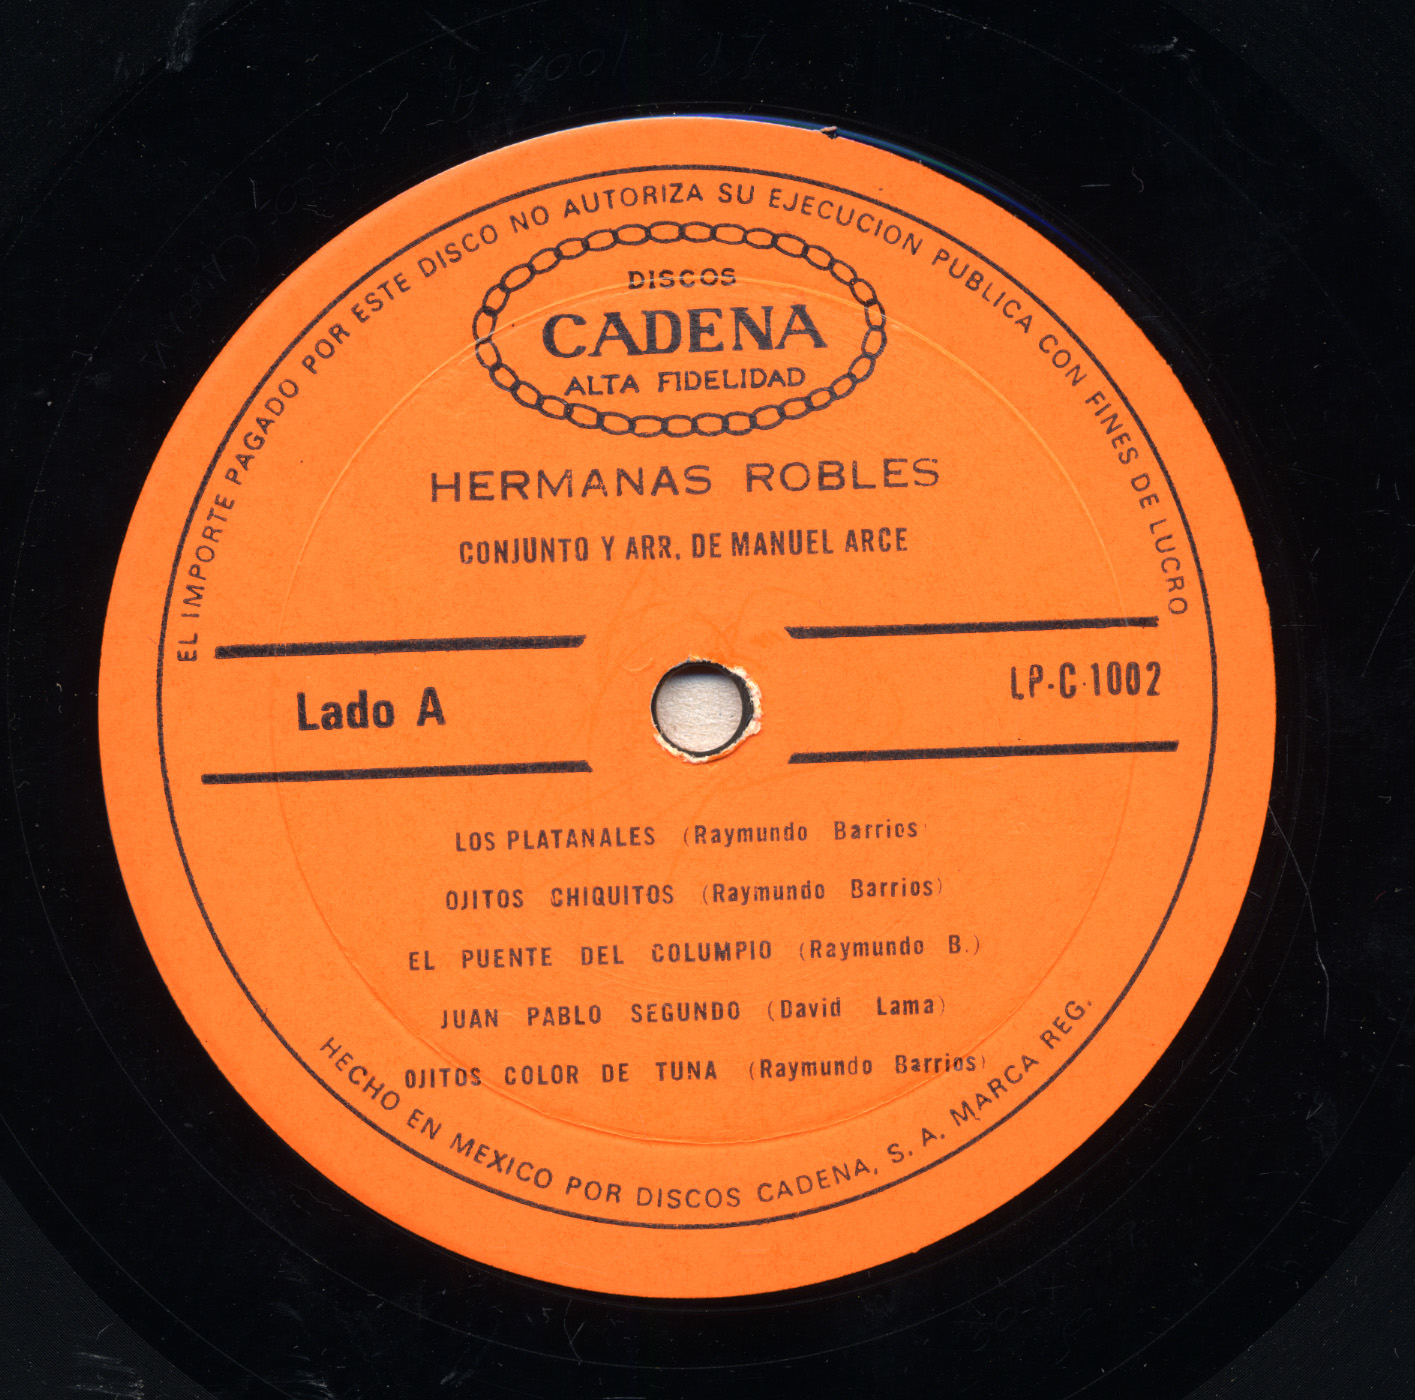 EL IMPORTE PAGADO POR ESTE DISCO NO AUTORIZA SU EJECUCION PUBLICA CON FINES DE LUCRO
DISCOS
CADENA
ALTA FIDELIDAD
HERMANAS ROBLES
CONJUNTO Y ARR. DE MANUEL ARCE
Lado A
LP-C-1002
LOS PLATANALES (Raymundo Barrios)
OJITOS CHIQUITOS (Raymundo Barrios)
EL PUENTE DEL COLUMPIO (Raymundo B.)
JUAN PABLO SEGUNDO (David Lama)
OJITOS COLOR DE TUNA (Raymundo Barrios)
HECHO EN MEXICO POR DISCOS CADENA, S. A. MARCA REG.